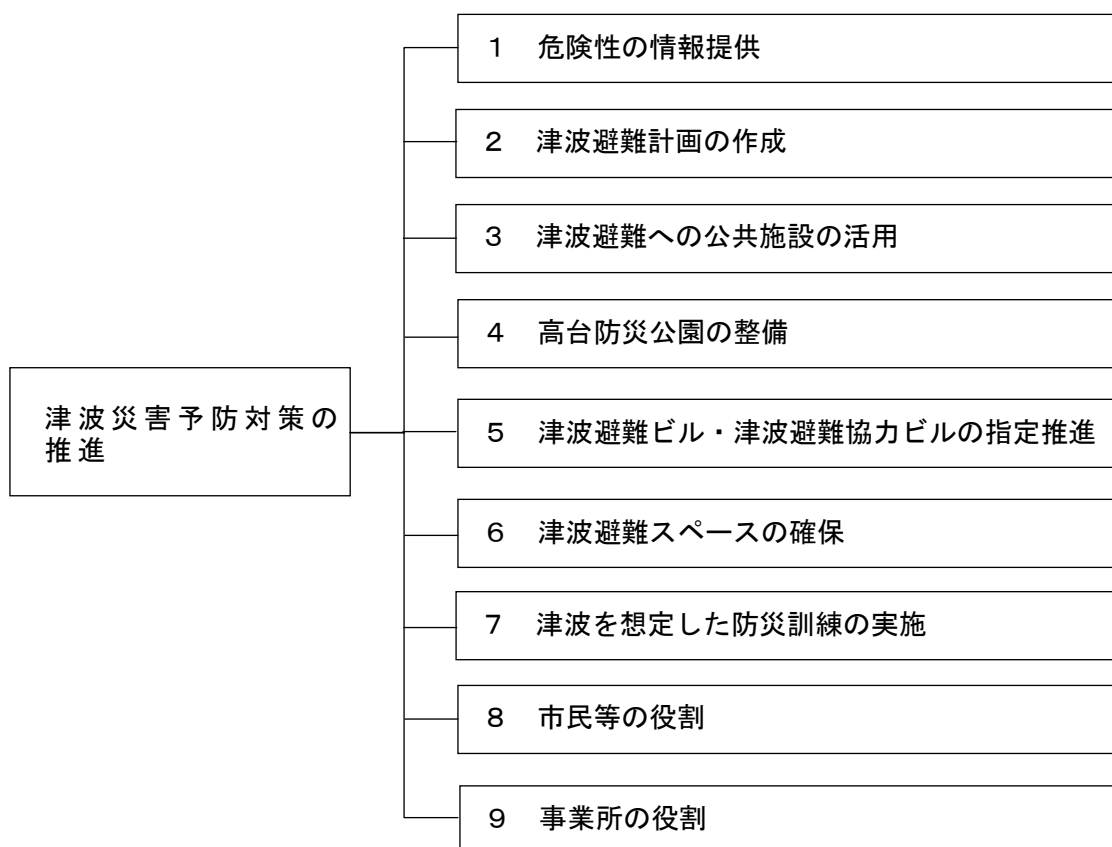 1 危険性の情報提供
2 津波避難計画の作成
3 津波避難への公共施設の活用
4 高台防災公園の整備
津波災害予防対策の
推進
5 津波避難ビル・津波避難協力ビルの指定推進
6 津波避難スペースの確保
7 津波を想定した防災訓練の実施
8 市民等の役割
9 事業所の役割